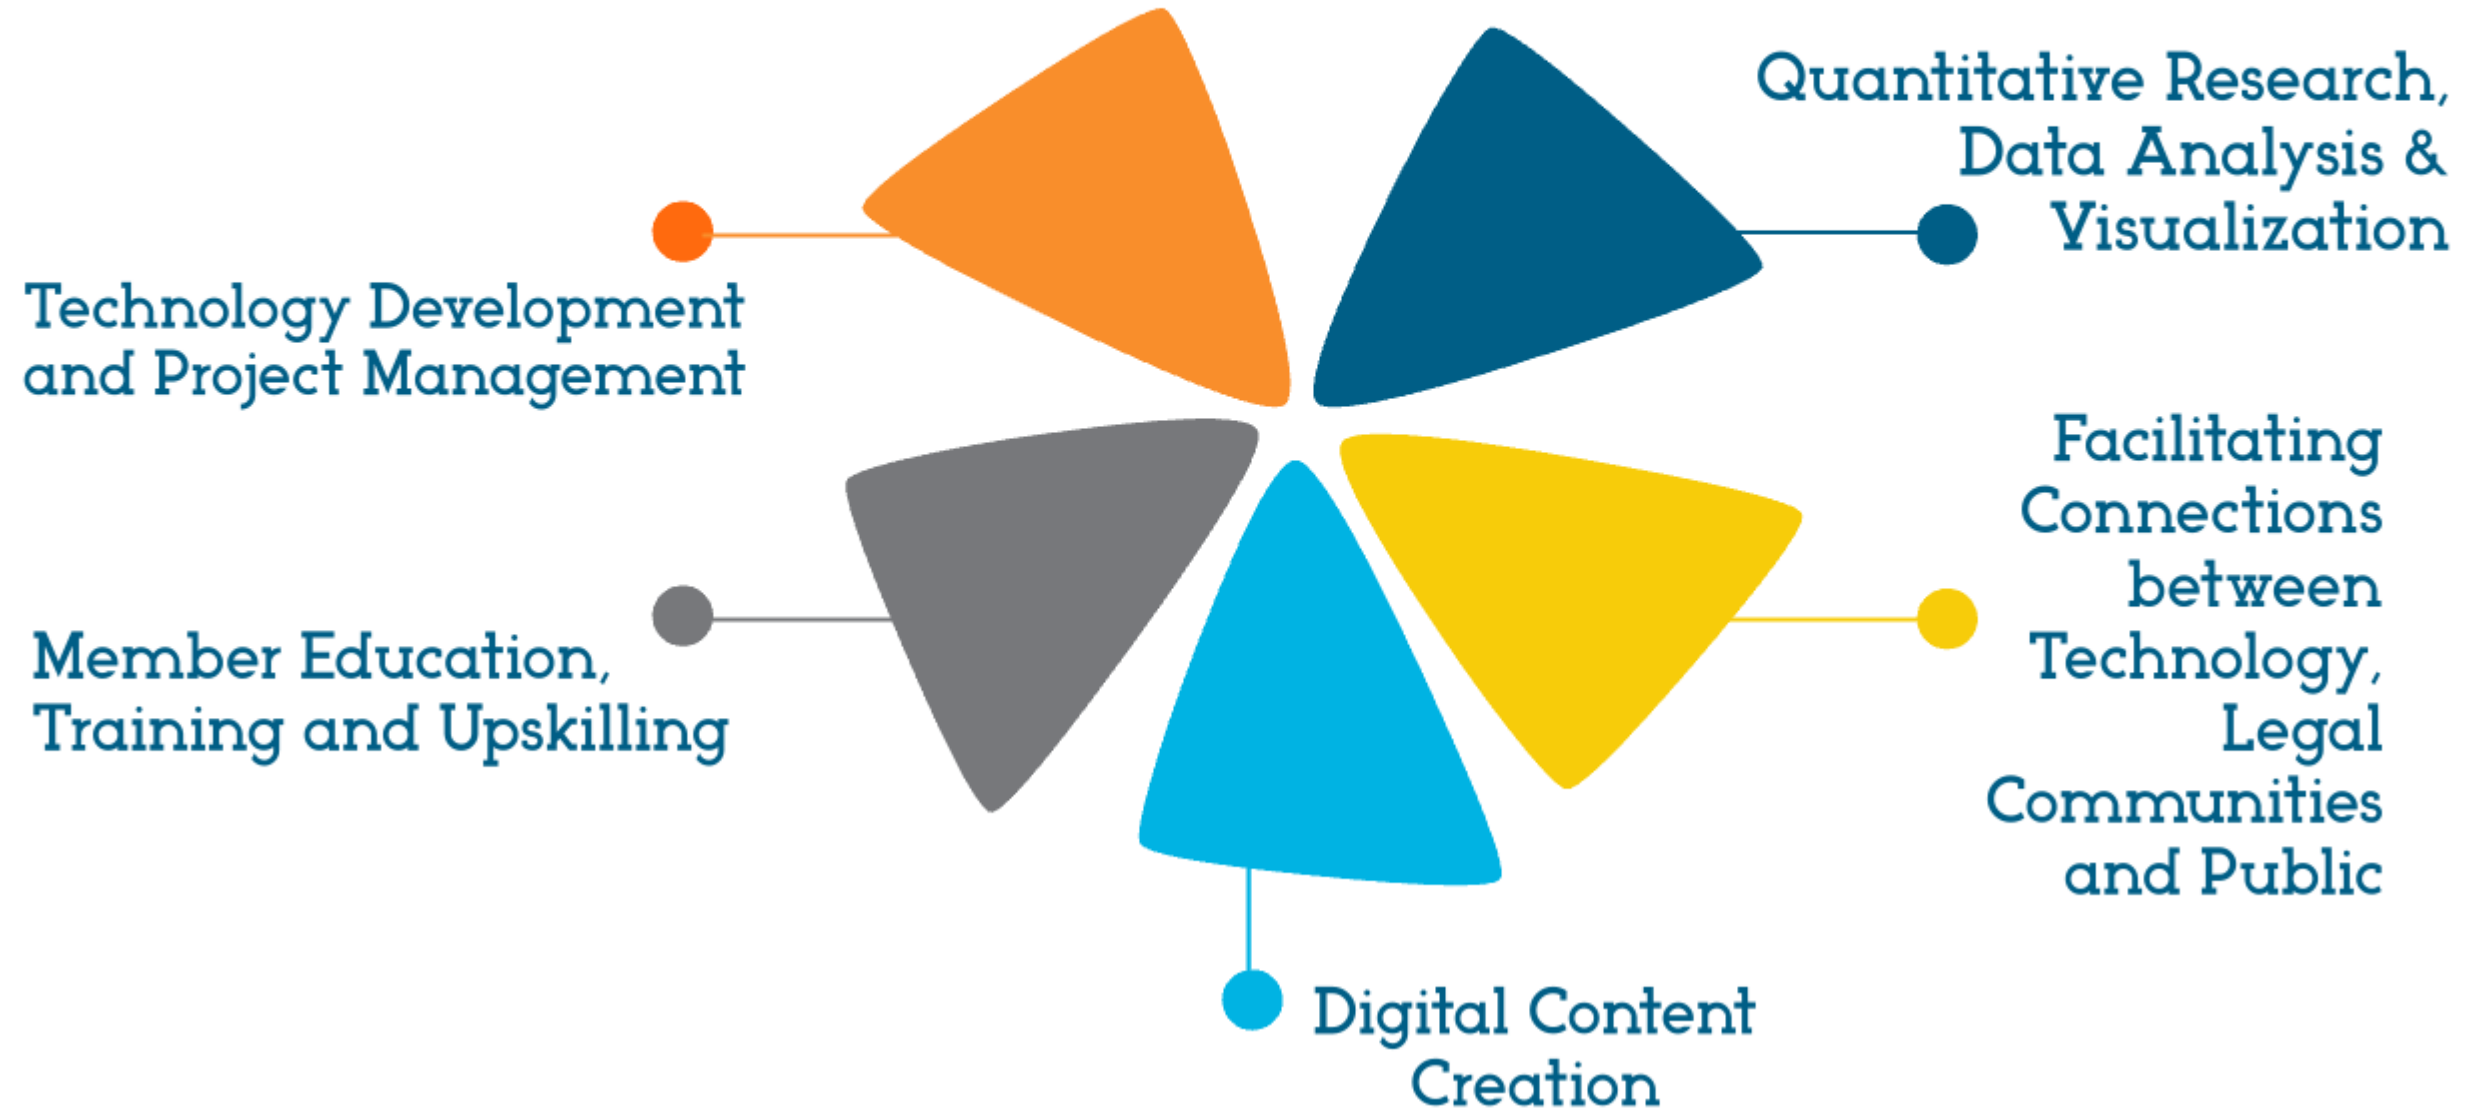 Quantitative Research,
Data Analysis &
Visualization
Technology Development
and Project Management
Facilitating
Connections
between
Technology,
Legal
Communities
and Public
Member Education,
Training and Upskilling
Digital Content
Creation